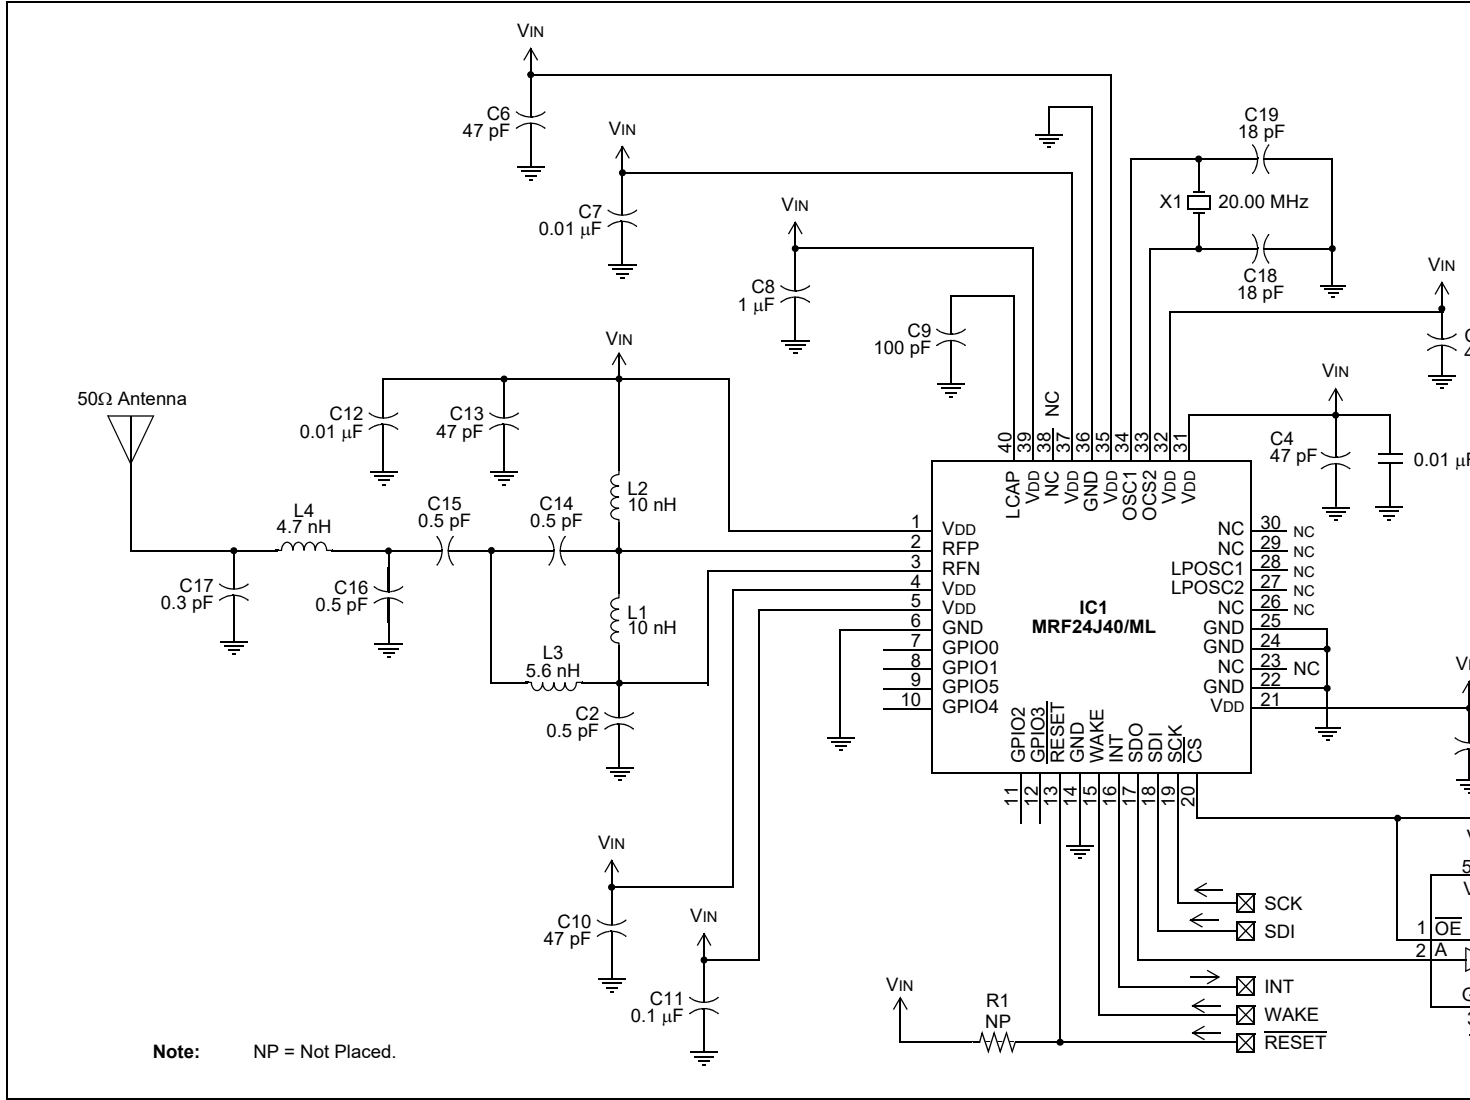 VIN
C6
47 pF
VIN
C7
0.01 µF
VIN
C8
1 µF
C9
100 pF
C19
18 pF
X1
20.00 MHz
C18
18 pF
VIN
VIN
C4
47 pF
0.01 µF
50Ω Antenna
VIN
C12
0.01 µF
C13
47 pF
L2
10 nH
L4
4.7 nH
C15
0.5 pF
C14
0.5 pF
C17
0.3 pF
C16
0.5 pF
L1
10 nH
L3
5.6 nH
C2
0.5 pF
NC
40
39
38
37
36
35
34
33
32
31
LCAP
VDD
NC
VDD
GND
VDD
OSC1
OCS2
VDD
VDD
1 VDD
2 RFP
3 RFN
4 VDD
5 VDD
6 GND
7 GPIO0
8 GPIO1
9 GPIO5
10 GPIO4
IC1
MRF24J40/ML
NC 30 NC
NC 29 NC
LPOSC1 28 NC
LPOSC2 27 NC
NC 26 NC
GND 25
GND 24
NC 23 NC
GND 22
VDD 21
GPIO2
GPIO3
RESET
GND
WAKE
INT
SDO
SDI
SCK
CS
11
12
13
14
15
16
17
18
19
20
VIN
C10
47 pF
VIN
C11
0.1 µF
VIN
R1
NP
SCK
SDI
INT
WAKE
RESET
5
1 OE
2 A
Note: NP = Not Placed.